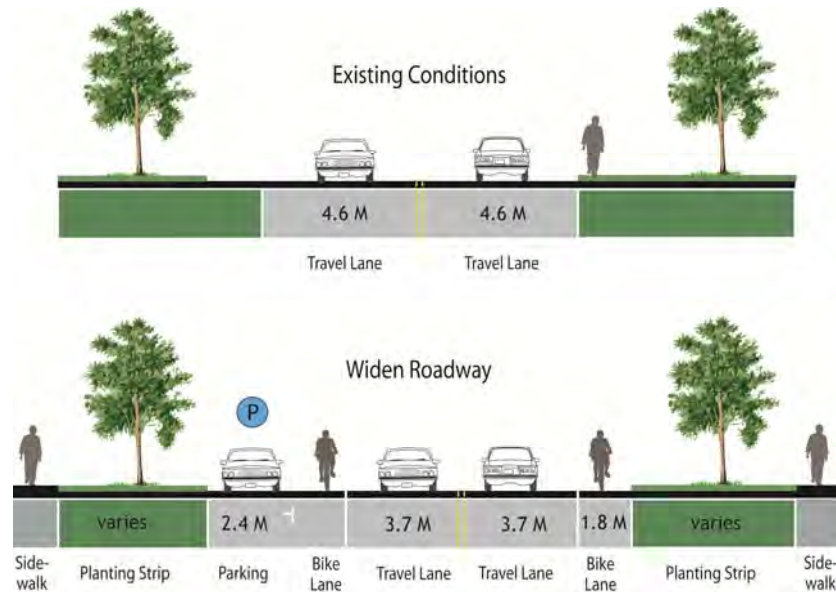 Existing Conditions
4.6 M 4.6 M
Travel Lane Travel Lane
Widen Roadway
P
varies 2.4 M 3.7 M 3.7 M 1.8 M varies
Side-
walk
Planting Strip
Parking
Bike
Lane
Travel Lane
Travel Lane
Bike
Lane
Planting Strip
Side-
walk